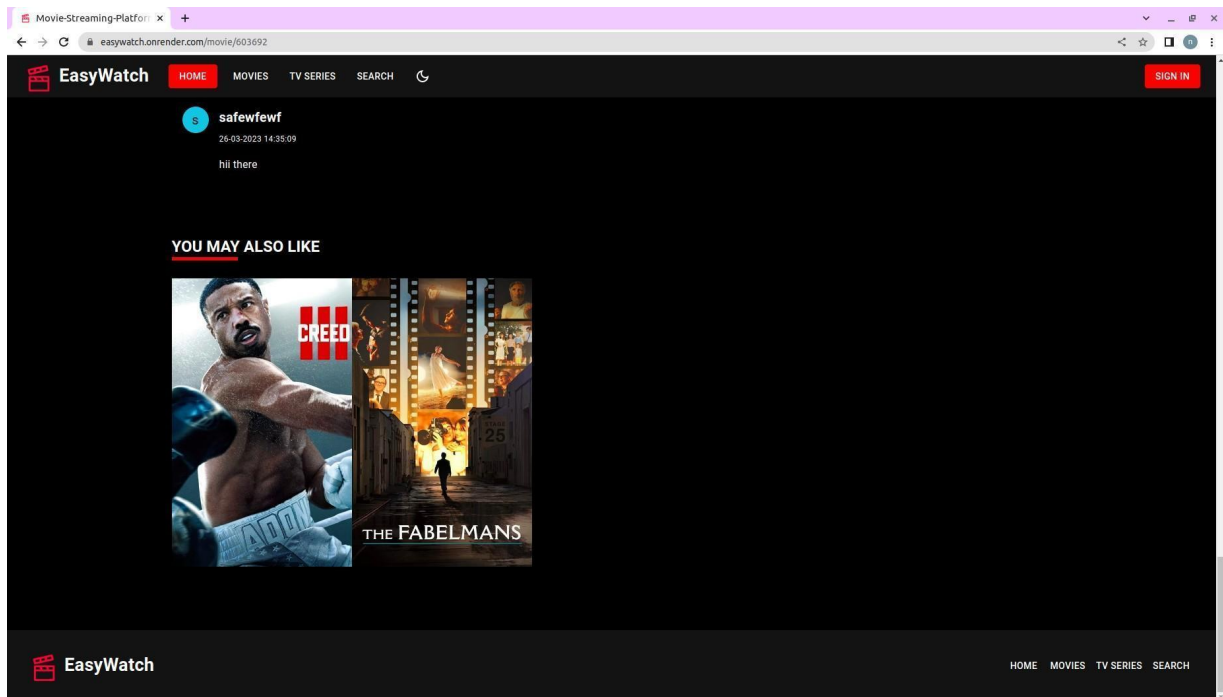 Movie-Streaming-Platform
easywatch.onrender.com/movie/603692
n
EasyWatch HOME MOVIES TV SERIES SEARCH SIGN IN
S safewfewf
26-03-2023 14:35:09
hii there
YOU MAY ALSO LIKE
CREED
III
ADON
25
THE FABELMANS
EasyWatch HOME MOVIES TV SERIES SEARCH